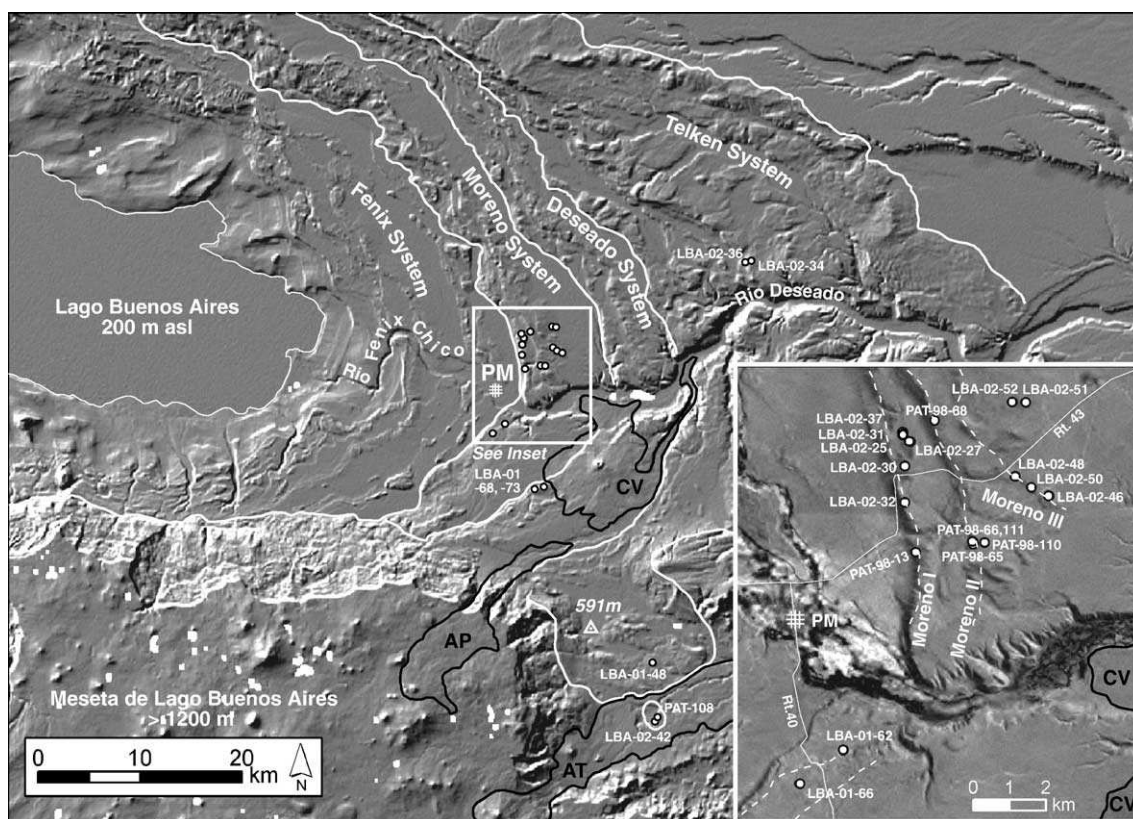 Telken System
Moreno System
Deseado System
Fenix System
LBA-02-36
LBA-02-34
Rio Deseado
Lago Buenos Aires
200 m asl
Rio Fenix Chico
PM
See Inset
LBA-01
-68, -73
CV
591m
AP
LBA-01-48
Meseta de Lago Buenos Aires
>1200 m
PAT-108
LBA-02-42
AT
0 10 20
km
N
LBA-02-52 LBA-02-51
LBA-02-37
PAT-98-68
Rt. 43
LBA-02-31
LBA-02-25
LBA-02-27
LBA-02-30
LBA-02-48
LBA-02-50
LBA-02-46
LBA-02-32
Moreno III
PAT-98-66,111
PAT-98-110
PAT-98-65
PAT-98-13
Moreno I
Moreno II
PM
CV
Rt.40
LBA-01-62
LBA-01-66
0 1 2
km
CV